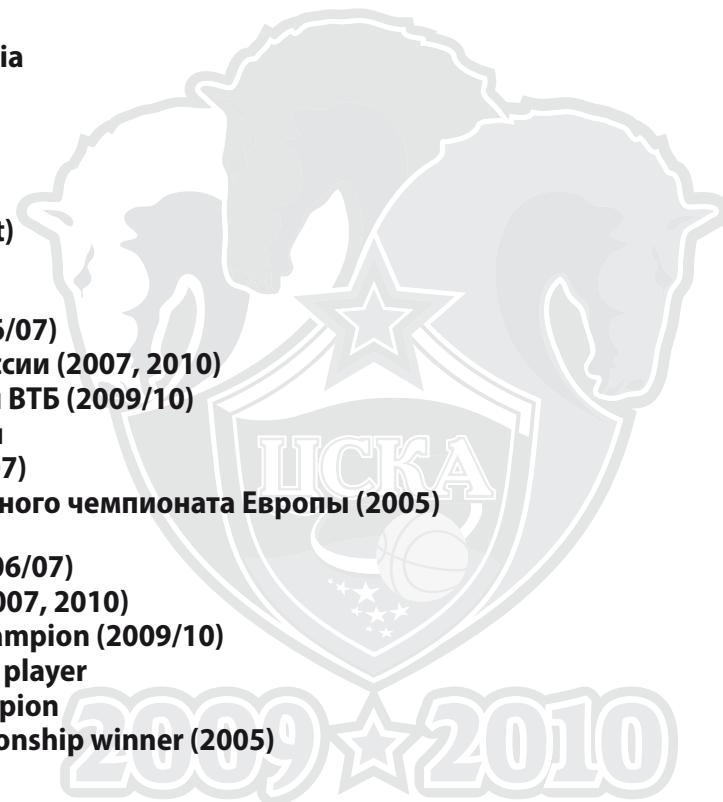 ia
t)
6/07)
ссии (2007, 2010)
ВТБ (2009/10)
7)
ного чемпионата Европы (2005)
06/07)
007, 2010)
ampion (2009/10)
player
pion
onship winner (2005)
ЦСКА
2009 2010